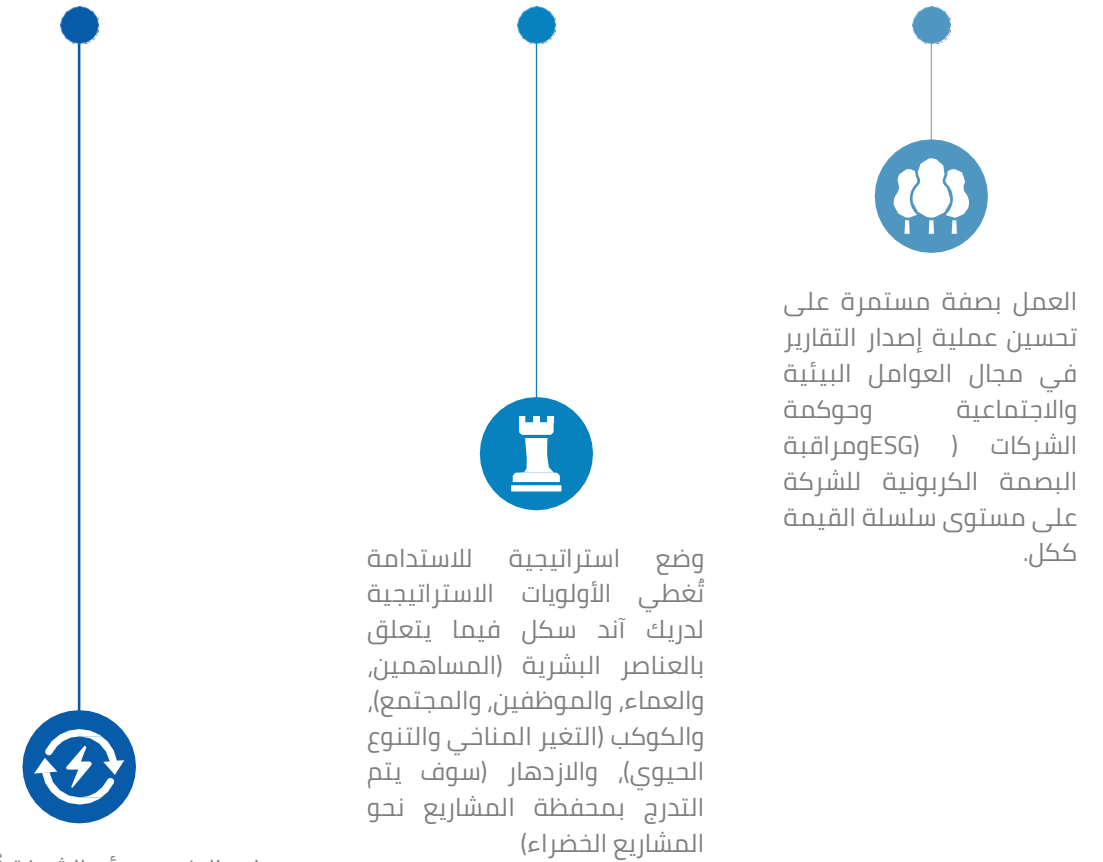 العمل بصفة مستمرة على
تحسين عملية إصدار التقارير
في مجال العوامل البيئية
والاجتماعية وحوكمة
الشركات ( (ESGومراقبة
البصمة الكربونية للشركة
على مستوى سلسلة القيمة
ككل.
وضع استراتيجية للاستدامة
تُغطي الأولويات الاستراتيجية
لدريك آند سكل فيما يتعلق
بالعناصر البشرية (المساهمين،
والعماء، والموظفين، والمجتمع)،
والكوكب (التغير المناخي والتنوع
الحيوي)، والازدهار (سوف يتم
التدرج بمحفظة المشاريع نحو
المشاريع الخضراء)